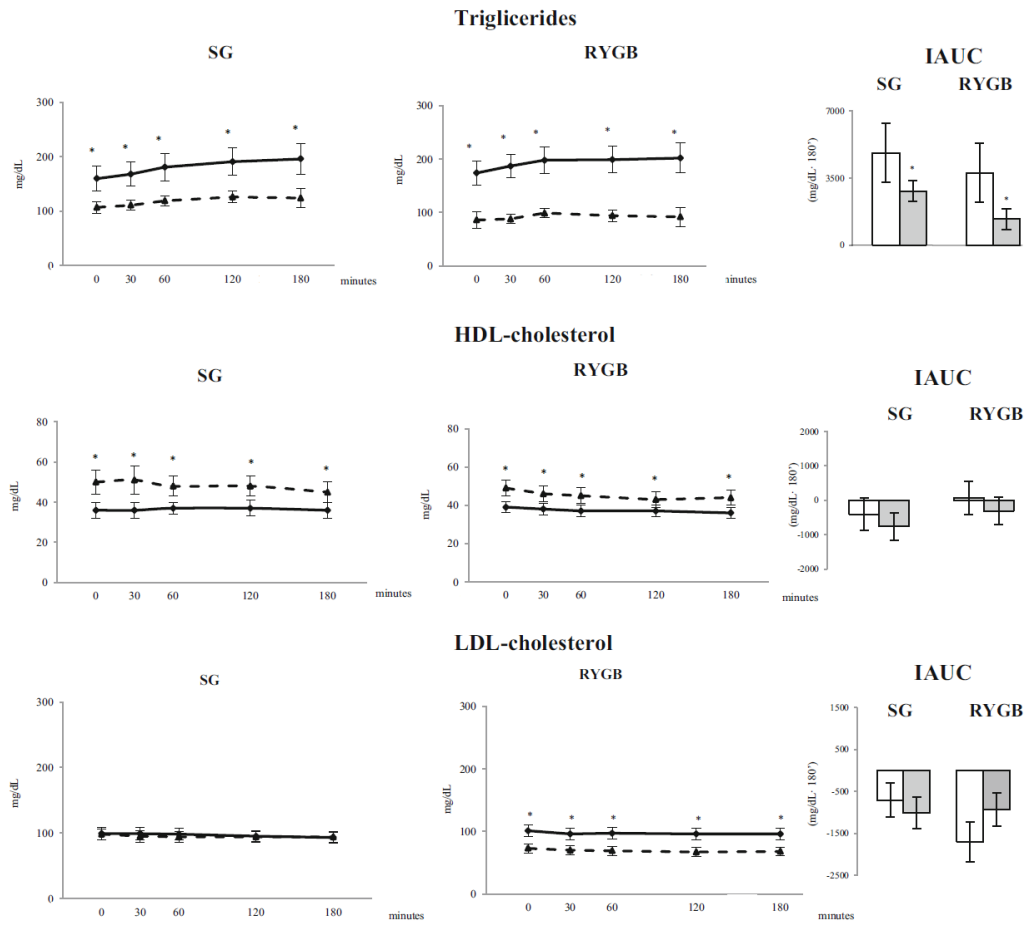 Triglicerides
SG
RYGB
IAUC
SG RYGB
300
200
100
0
mg/dL
* * * * *
0 30 60 120 180 minutes
300
200
100
0
mg/dL
* * * * *
0 30 60 120 180 minutes
7000
3500
0
(mg/dL· 180’)
*
*
HDL-cholesterol
SG
RYGB
IAUC
SG RYGB
80
60
40
20
0
mg/dL
* * * * *
0 30 60 120 180 minutes
80
60
40
20
0
mg/dL
* * * * *
0 30 60 120 180 minutes
2000
1000
0
-1000
-2000
(mg/dL· 180’)
LDL-cholesterol
SG
RYGB
IAUC
SG RYGB
300
200
100
0
mg/dL
0 30 60 120 180 minutes
300
200
100
0
mg/dL
* * * * *
0 30 60 120 180 minutes
1500
500
-500
-1500
-2500
(mg/dL· 180’)